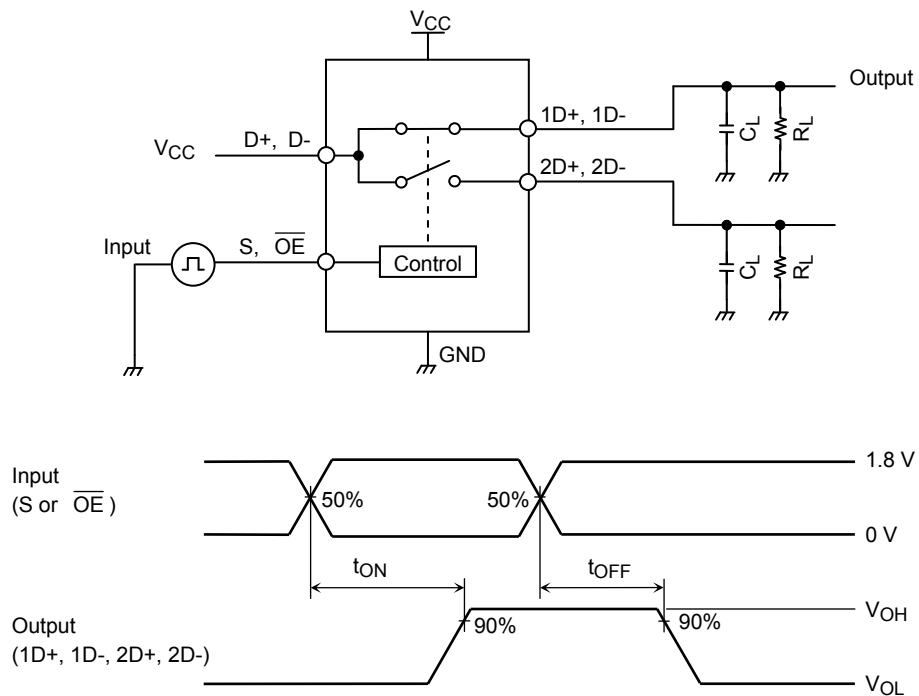 VCC
Output
1D+, 1D-
CL
RL
VCC
D+, D-
2D+, 2D-
Input
S, OE
Control
CL
RL
GND
Input
(S or OE )
1.8 V
50%
50%
0 V
tON
tOFF
Output
(1D+, 1D-, 2D+, 2D-)
VOH
90%
90%
VOL